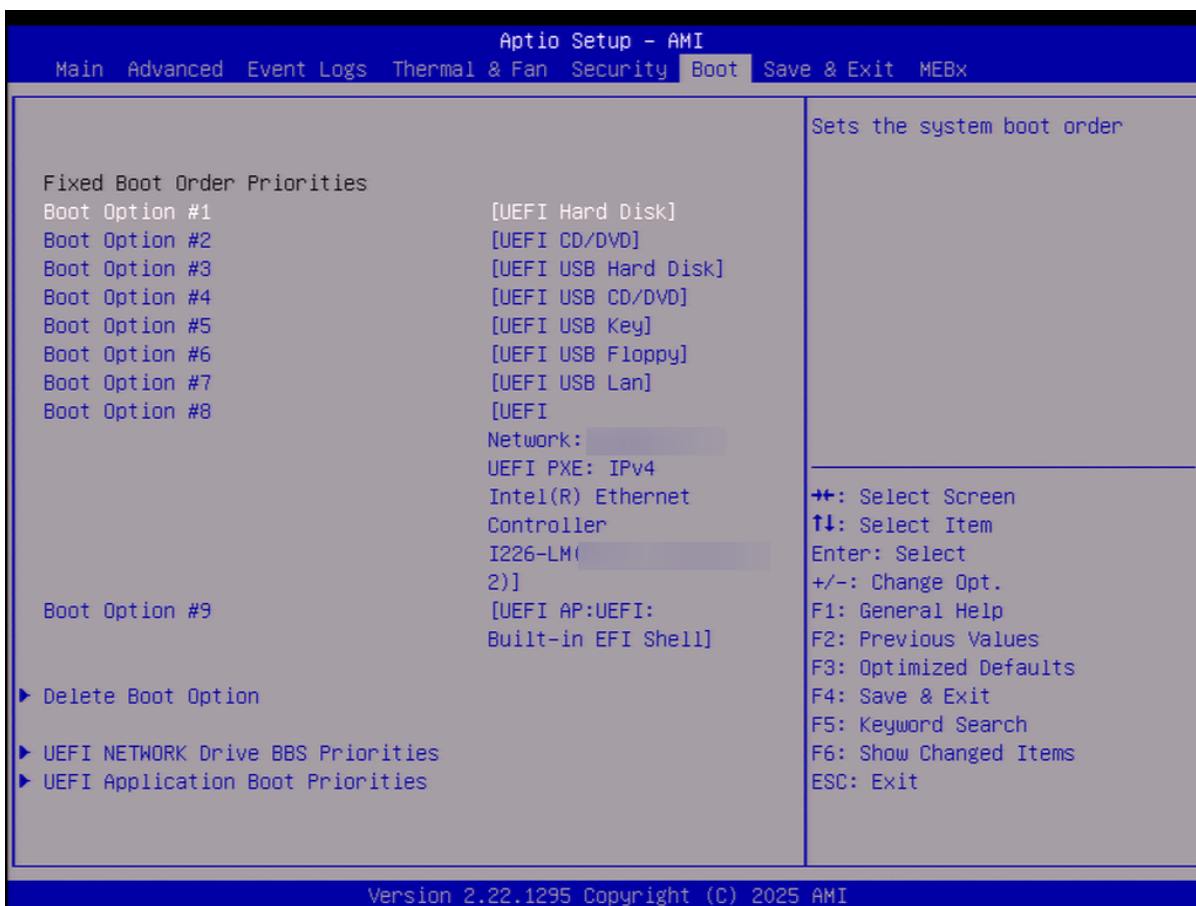 Aptio Setup – AMI
Main Advanced Event Logs Thermal & Fan Security Boot Save & Exit MEBx
Sets the system boot order
Fixed Boot Order Priorities
Boot Option #1 [UEFI Hard Disk]
Boot Option #2 [UEFI CD/DVD]
Boot Option #3 [UEFI USB Hard Disk]
Boot Option #4 [UEFI USB CD/DVD]
Boot Option #5 [UEFI USB Key]
Boot Option #6 [UEFI USB Floppy]
Boot Option #7 [UEFI USB Lan]
Boot Option #8 [UEFI
Network:
UEFI PXE: IPv4
Intel(R) Ethernet
Controller
I226-LM(
2)]
Boot Option #9 [UEFI AP:UEFI:
Built-in EFI Shell]
Delete Boot Option
UEFI NETWORK Drive BBS Priorities
UEFI Application Boot Priorities
→←: Select Screen
↑↓: Select Item
Enter: Select
+/-: Change Opt.
F1: General Help
F2: Previous Values
F3: Optimized Defaults
F4: Save & Exit
F5: Keyword Search
F6: Show Changed Items
ESC: Exit
Version 2.22.1295 Copyright (C) 2025 AMI